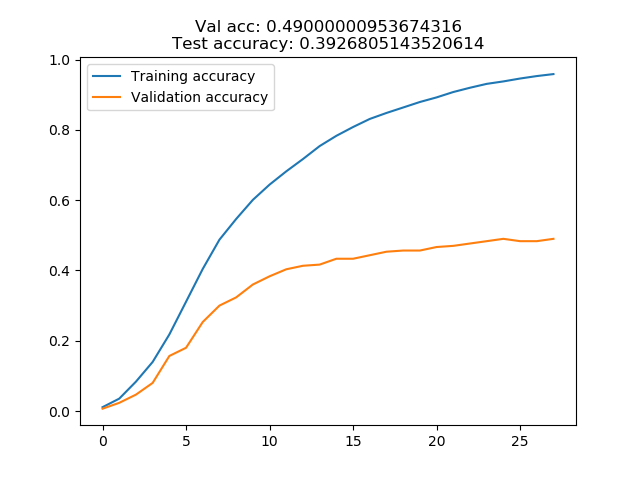 Val acc: 0.49000000953674316
Test accuracy: 0.3926805143520614
Training accuracy
Validation accuracy
1.0
0.8
0.6
0.4
0.2
0.0
0 5 10 15 20 25